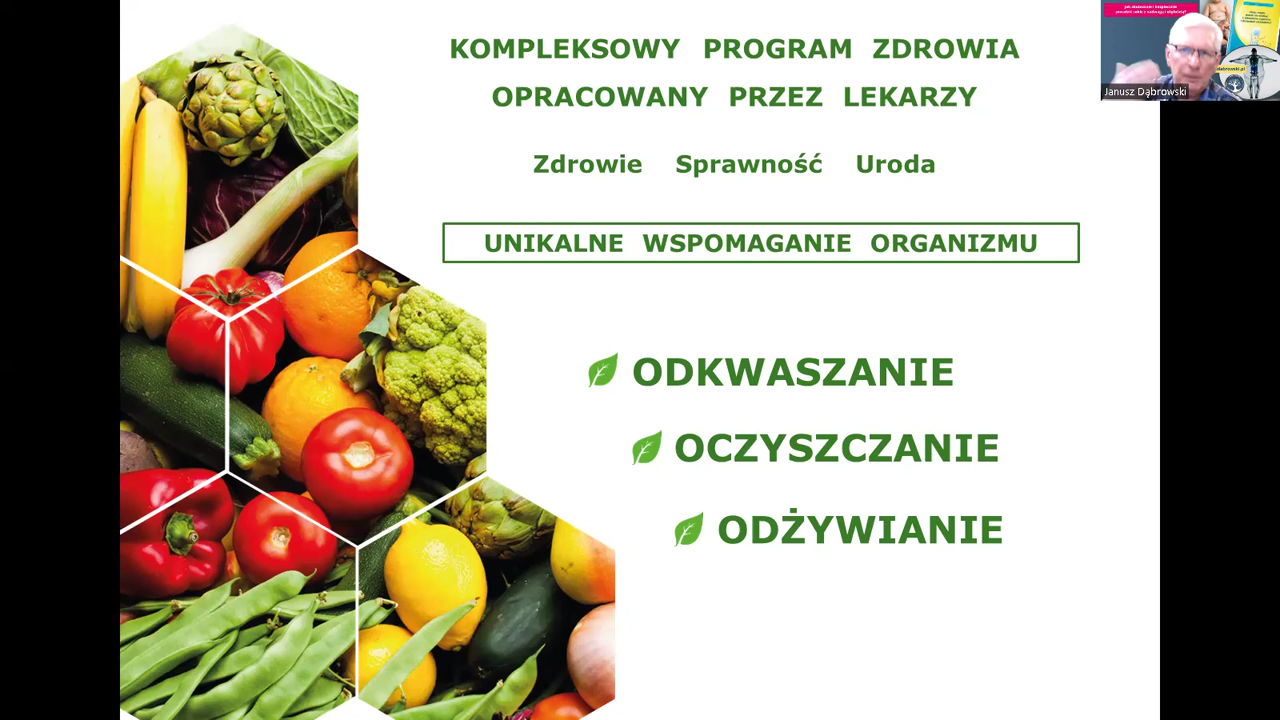 KOMPLEKSOWY PROGRAM ZDROWIA
OPRACOWANY PRZEZ LEKARZY
Zdrowie Sprawność Uroda
UNIKALNE WSPOMAGANIE ORGANIZMU
ODKWASZANIE
OCZYSZCZANIE
ODŻYWIANIE
Janusz Dąbrowski